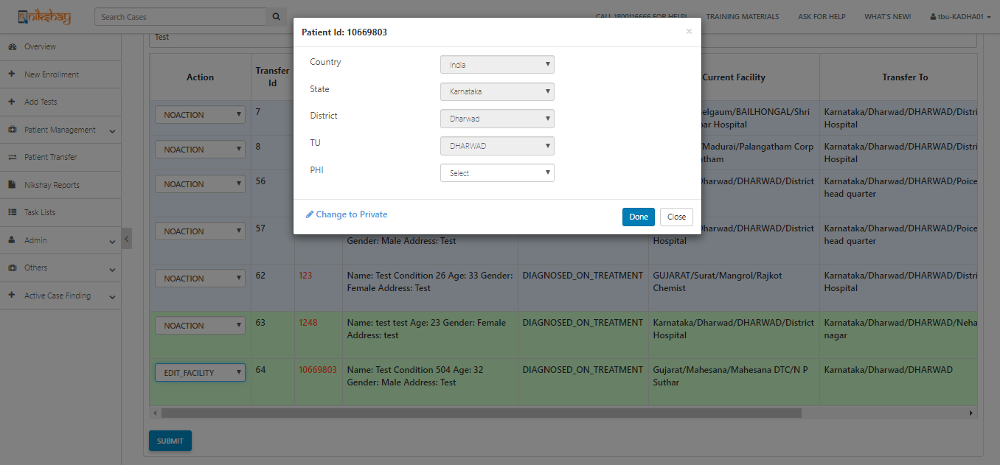 nikshay
Search Cases
CALL 1800116666 FOR HELP!
TRAINING MATERIALS
ASK FOR HELP
WHAT'S NEW!
tbu-KADHA01
Overview
New Enrollment
Add Tests
Patient Management
Patient Transfer
Nikshay Reports
Task Lists
Admin
Others
Active Case Finding
Patient Id: 10669803
×
Country
India
State
Karnataka
District
Dharwad
TU
DHARWAD
PHI
Select
Change to Private
Done
Close
Test
Action
Transfer
Id
Current Facility
Transfer To
NOACTION
7
elgaum/BAILHONGAL/Shri
Hospital
Karnataka/Dharwad/DHARWAD/Distri
Hospital
NOACTION
8
Madurai/Palangatham Corp
tham
Karnataka/Dharwad/DHARWAD/Distri
Hospital
NOACTION
56
Dharwad/DHARWAD/District
Karnataka/Dharwad/DHARWAD/Poice
head quarter
NOACTION
57
Gender: Male Address: Test
Dharwad/DHARWAD/District
Hospital
Karnataka/Dharwad/DHARWAD/Poice
head quarter
NOACTION
62
123
Name: Test Condition 26 Age: 33 Gender:
Female Address: Test
DIAGNOSED_ON_TREATMENT
GUJARAT/Surat/Mangrol/Rajkot
Chemist
Karnataka/Dharwad/DHARWAD/Distri
Hospital
NOACTION
63
1248
Name: test test Age: 23 Gender: Female
Address: test
DIAGNOSED_ON_TREATMENT
Karnataka/Dharwad/DHARWAD/District
Hospital
Karnataka/Dharwad/DHARWAD/Neha
nagar
EDIT_FACILITY
64
10669803
Name: Test Condition 504 Age: 32
Gender: Male Address: Test
DIAGNOSED_ON_TREATMENT
Gujarat/Mahesana/Mahesana DTC/N P
Suthar
Karnataka/Dharwad/DHARWAD
SUBMIT